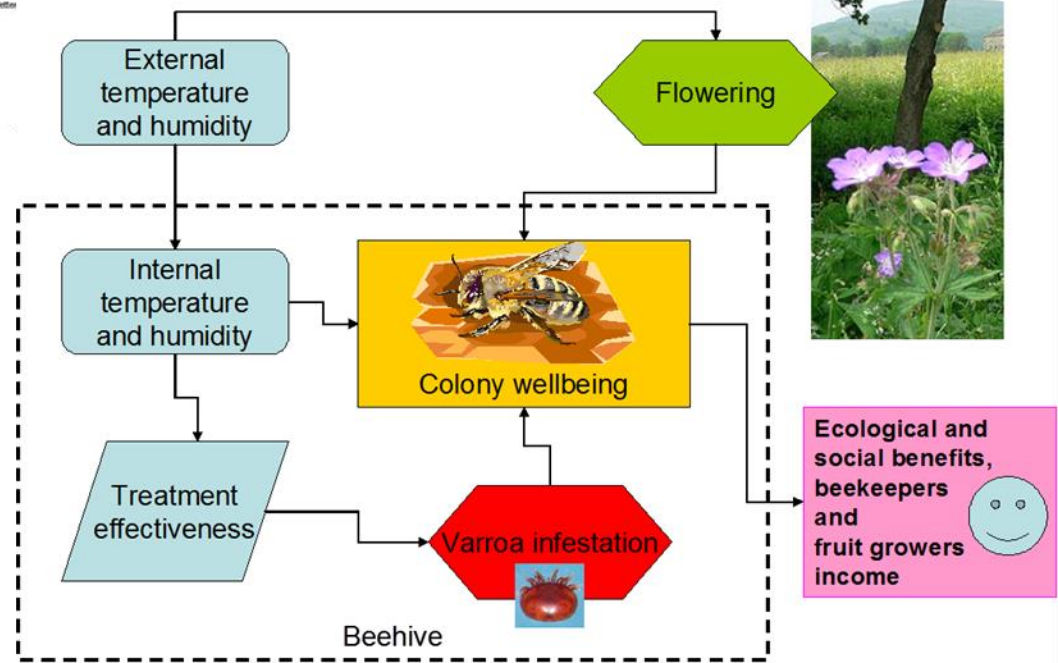 External
temperature
and humidity
Flowering
Internal
temperature
and humidity
Colony wellbeing
Ecological and
social benefits,
beekeepers
and
fruit growers
income
Treatment
effectiveness
Varroa infestation
Beehive